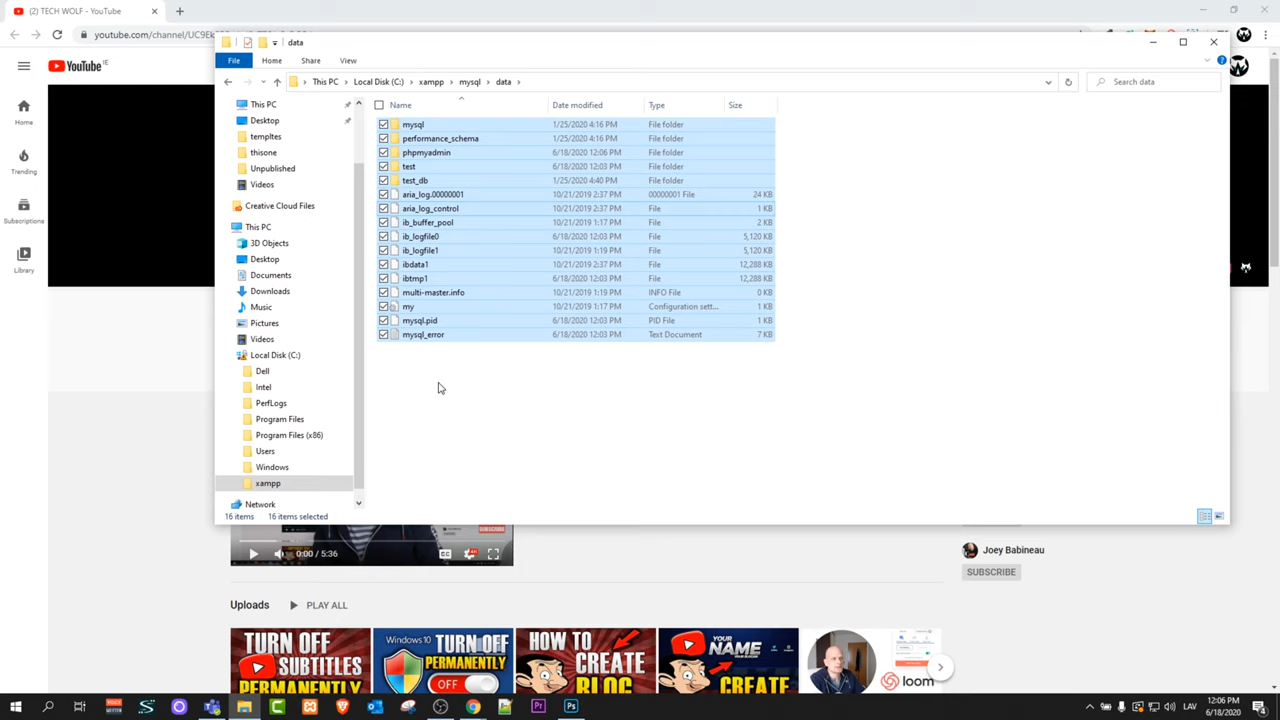 (2) TECH WOLF - YouTube
youtube.com/channel/UC9E
YouTube IE
Home
Trending
Subscriptions
Library
data
File Home Share View
This PC Local Disk (C:) xampp mysql data
Search data
This PC
Desktop
templtes
thisone
Unpublished
Videos
Creative Cloud Files
This PC
3D Objects
Desktop
Documents
Downloads
Music
Pictures
Videos
Local Disk (C:)
Dell
Intel
PerfLogs
Program Files
Program Files (x86)
Users
Windows
xampp
Network
Name Date modified Type Size
mysql 1/25/2020 4:16 PM File folder
performance_schema 1/25/2020 4:16 PM File folder
phpmyadmin 6/18/2020 12:06 PM File folder
test 6/18/2020 12:03 PM File folder
test_db 1/25/2020 4:40 PM File folder
aria_log.00000001 10/21/2019 2:37 PM 00000001 File 24 KB
aria_log_control 10/21/2019 2:37 PM File 1 KB
ib_buffer_pool 10/21/2019 1:17 PM File 2 KB
ib_logfile0 6/18/2020 12:03 PM File 5,120 KB
ib_logfile1 10/21/2019 1:19 PM File 5,120 KB
ibdata1 10/21/2019 2:37 PM File 12,288 KB
ibtmp1 6/18/2020 12:03 PM File 12,288 KB
multi-master.info 10/21/2019 1:19 PM INFO File 0 KB
my 10/21/2019 1:17 PM Configuration sett... 1 KB
mysql.pid 6/18/2020 12:03 PM PID File 1 KB
mysql_error 6/18/2020 12:03 PM Text Document 7 KB
16 items 16 items selected
SUBSCRIBE
0:00 / 5:36
CC
Joey Babineau
SUBSCRIBE
Uploads PLAY ALL
TURN OFF
SUBTITLES
PERMANENTLY
Windows 10 TURN OFF
PERMANENTLY
OFF
HOW TO
CREATE
BLOG
YOUR
NAME
CREATE
loom
LAV
12:06 PM
6/18/2020
4